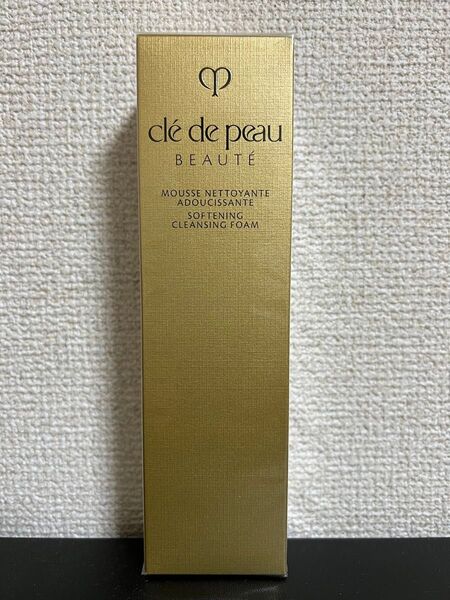 clé de peau
BEAUTÉ
MOUSSE NETTOYANTE
ADOUCISSANTE
SOFTENING
CLEANSING FOAM